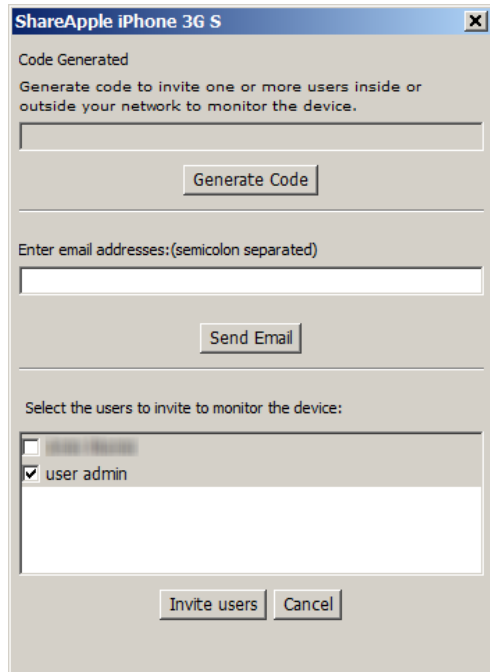 ShareApple iPhone 3G S
Code Generated
Generate code to invite one or more users inside or
outside your network to monitor the device.
Generate Code
Enter email addresses:(semicolon separated)
Send Email
Select the users to invite to monitor the device:
user admin
Invite users Cancel